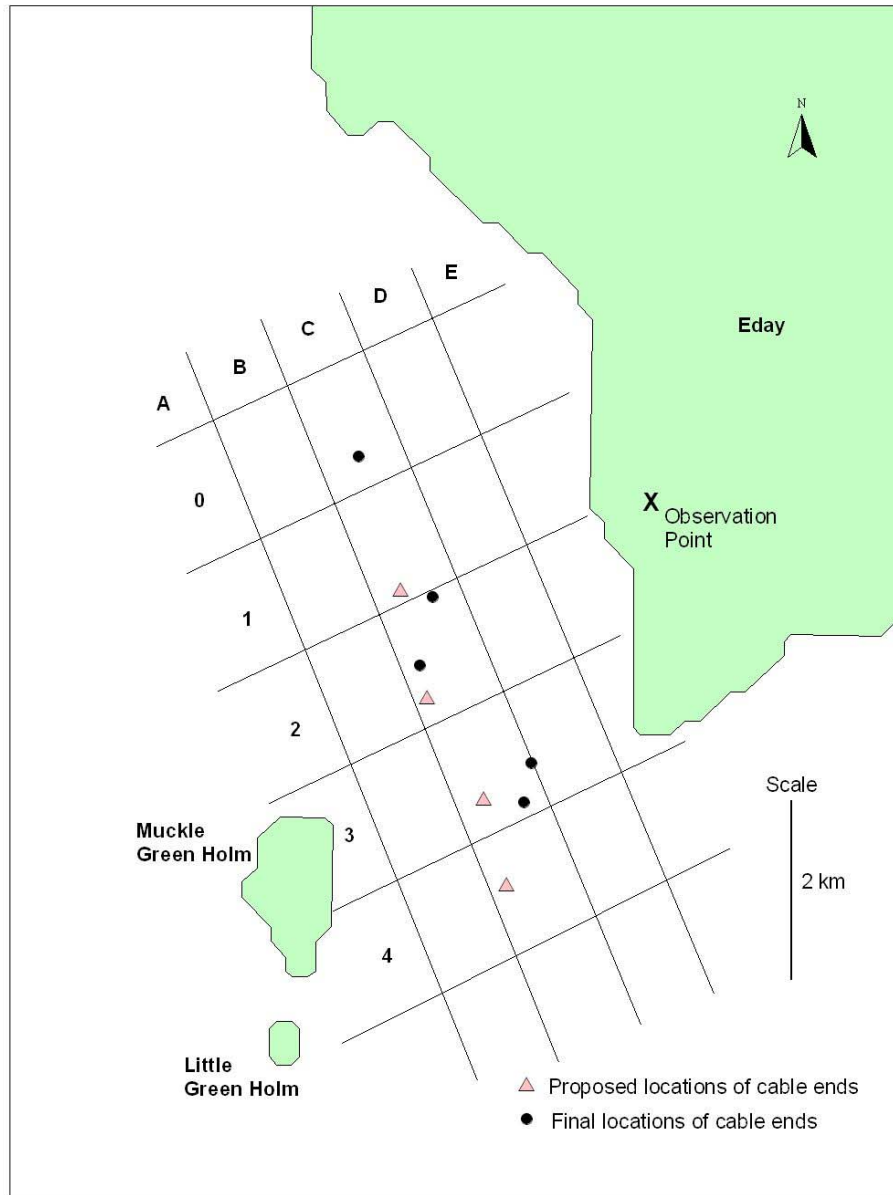 N
E
D
C
B
A
Eday
0
X
Observation
Point
1
2
Scale
3
Muckle
Green Holm
2 km
4
Little
Green Holm
Proposed locations of cable ends
Final locations of cable ends